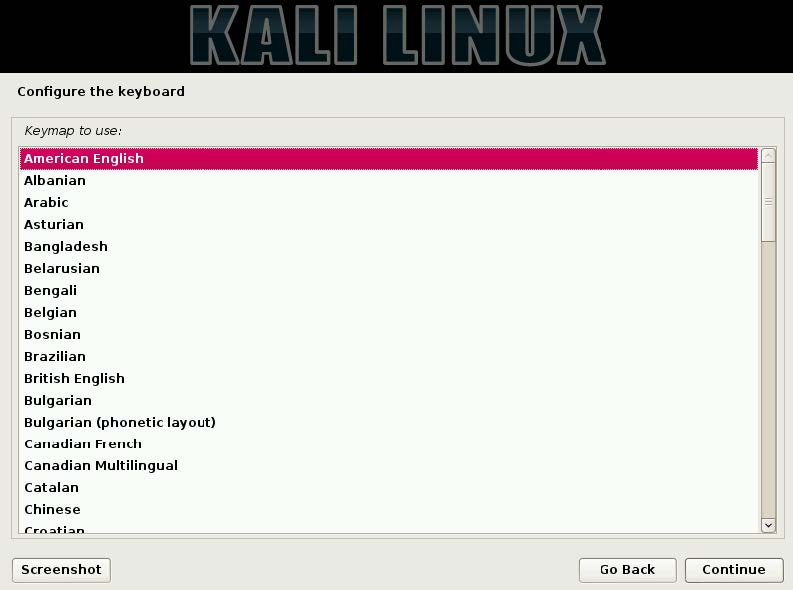 KALI LINUX
Configure the keyboard
Keymap to use:
American English
Albanian
Arabic
Asturian
Bangladesh
Belarusian
Bengali
Belgian
Bosnian
Brazilian
British English
Bulgarian
Bulgarian (phonetic layout)
Canadian French
Canadian Multilingual
Catalan
Chinese
Croatian
Screenshot
Go Back
Continue